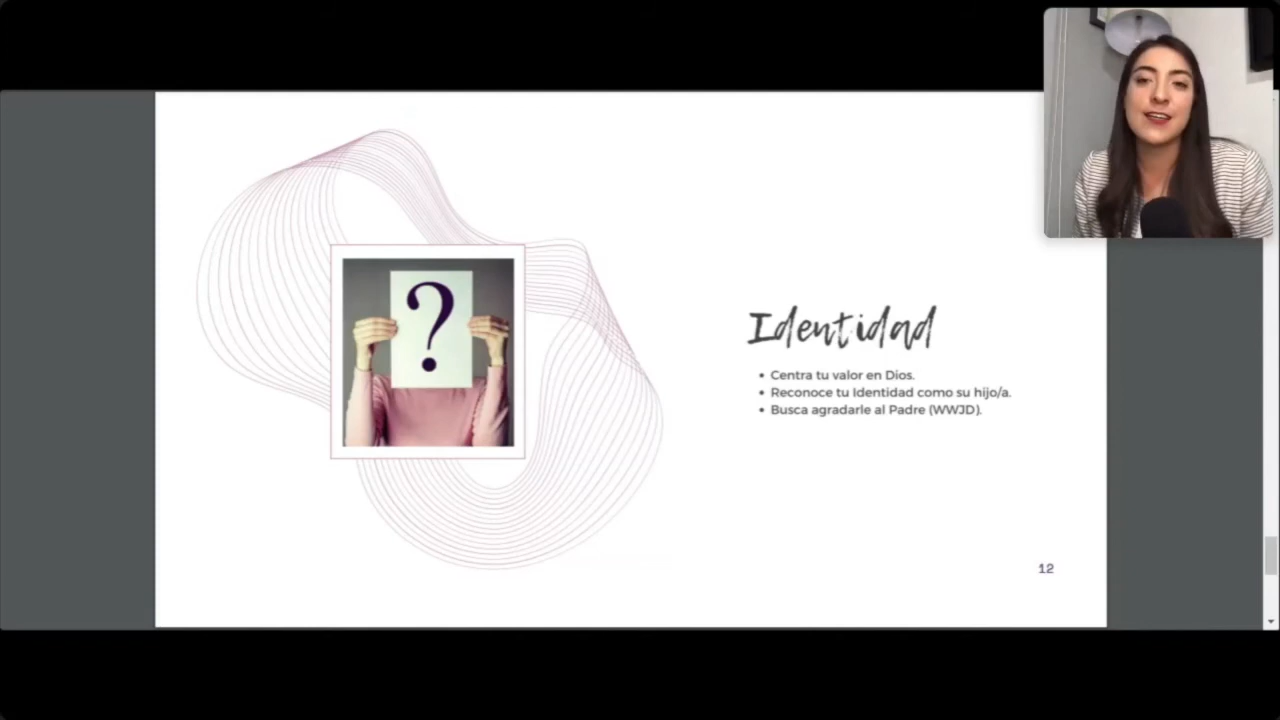 ?
Identidad
• Centra tu valor en Dios.
• Reconoce tu Identidad como su hijo/a.
• Busca agradarle al Padre (WWJD).
12